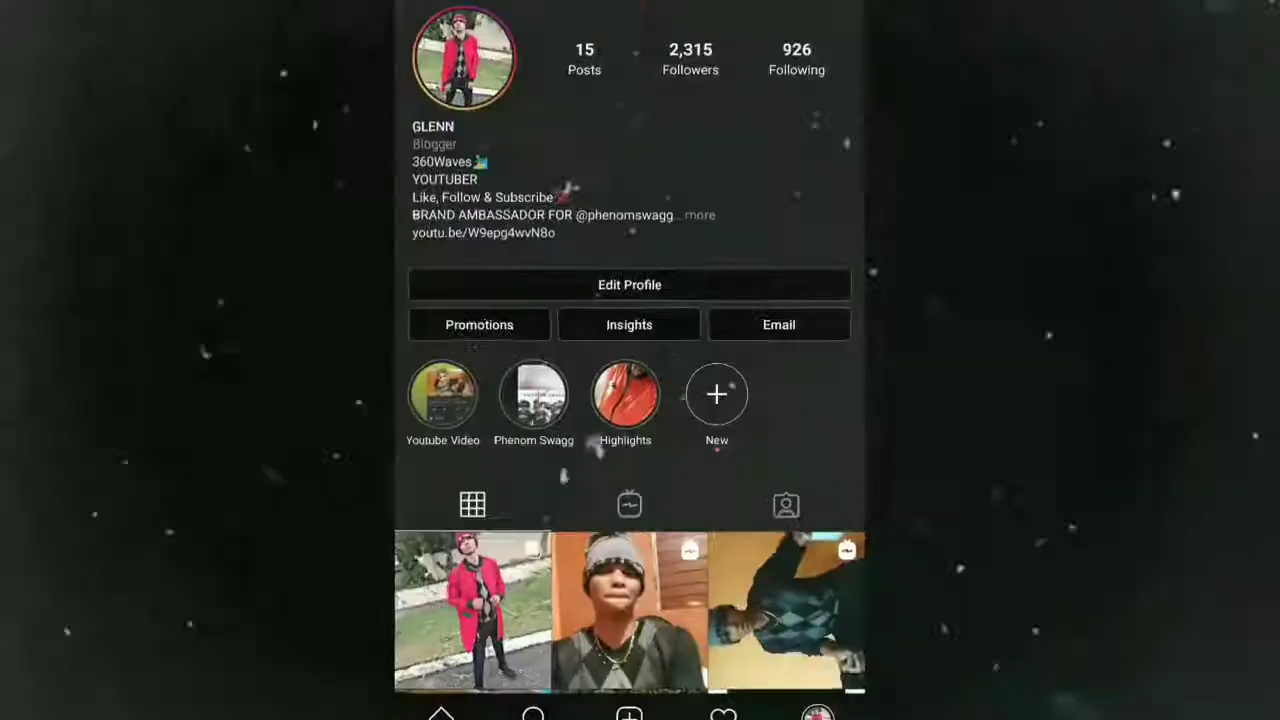 15 2,315 926
Posts Followers Following
GLENN
Blogger
360Waves
YOUTUBER
Like, Follow & Subscribe
BRAND AMBASSADOR FOR @phenomswagg... more
youtu.be/W9epg4wvN8o
Edit Profile
Promotions Insights Email
Youtube Video Phenom Swagg Highlights New